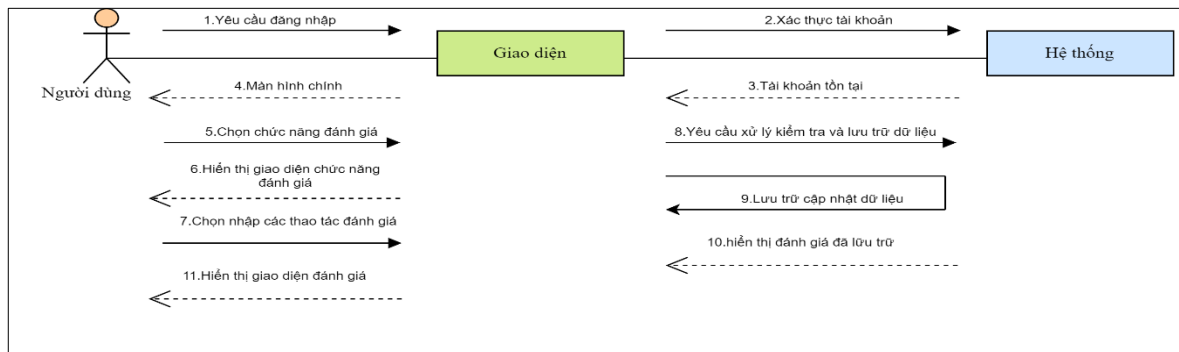 1.Yêu cầu đăng nhập
2.Xác thực tài khoản
Giao diện
Hệ thống
Người dùng
4.Màn hình chính
3.Tài khoản tồn tại
5.Chọn chức năng đánh giá
8.Yêu cầu xử lý kiểm tra và lưu trữ dữ liệu
6.Hiển thị giao diện chức năng
đánh giá
9.Lưu trữ cập nhật dữ liệu
7.Chọn nhập các thao tác đánh giá
10.hiển thị đánh giá đã lữu trữ
11.Hiển thị giao diện đánh giá